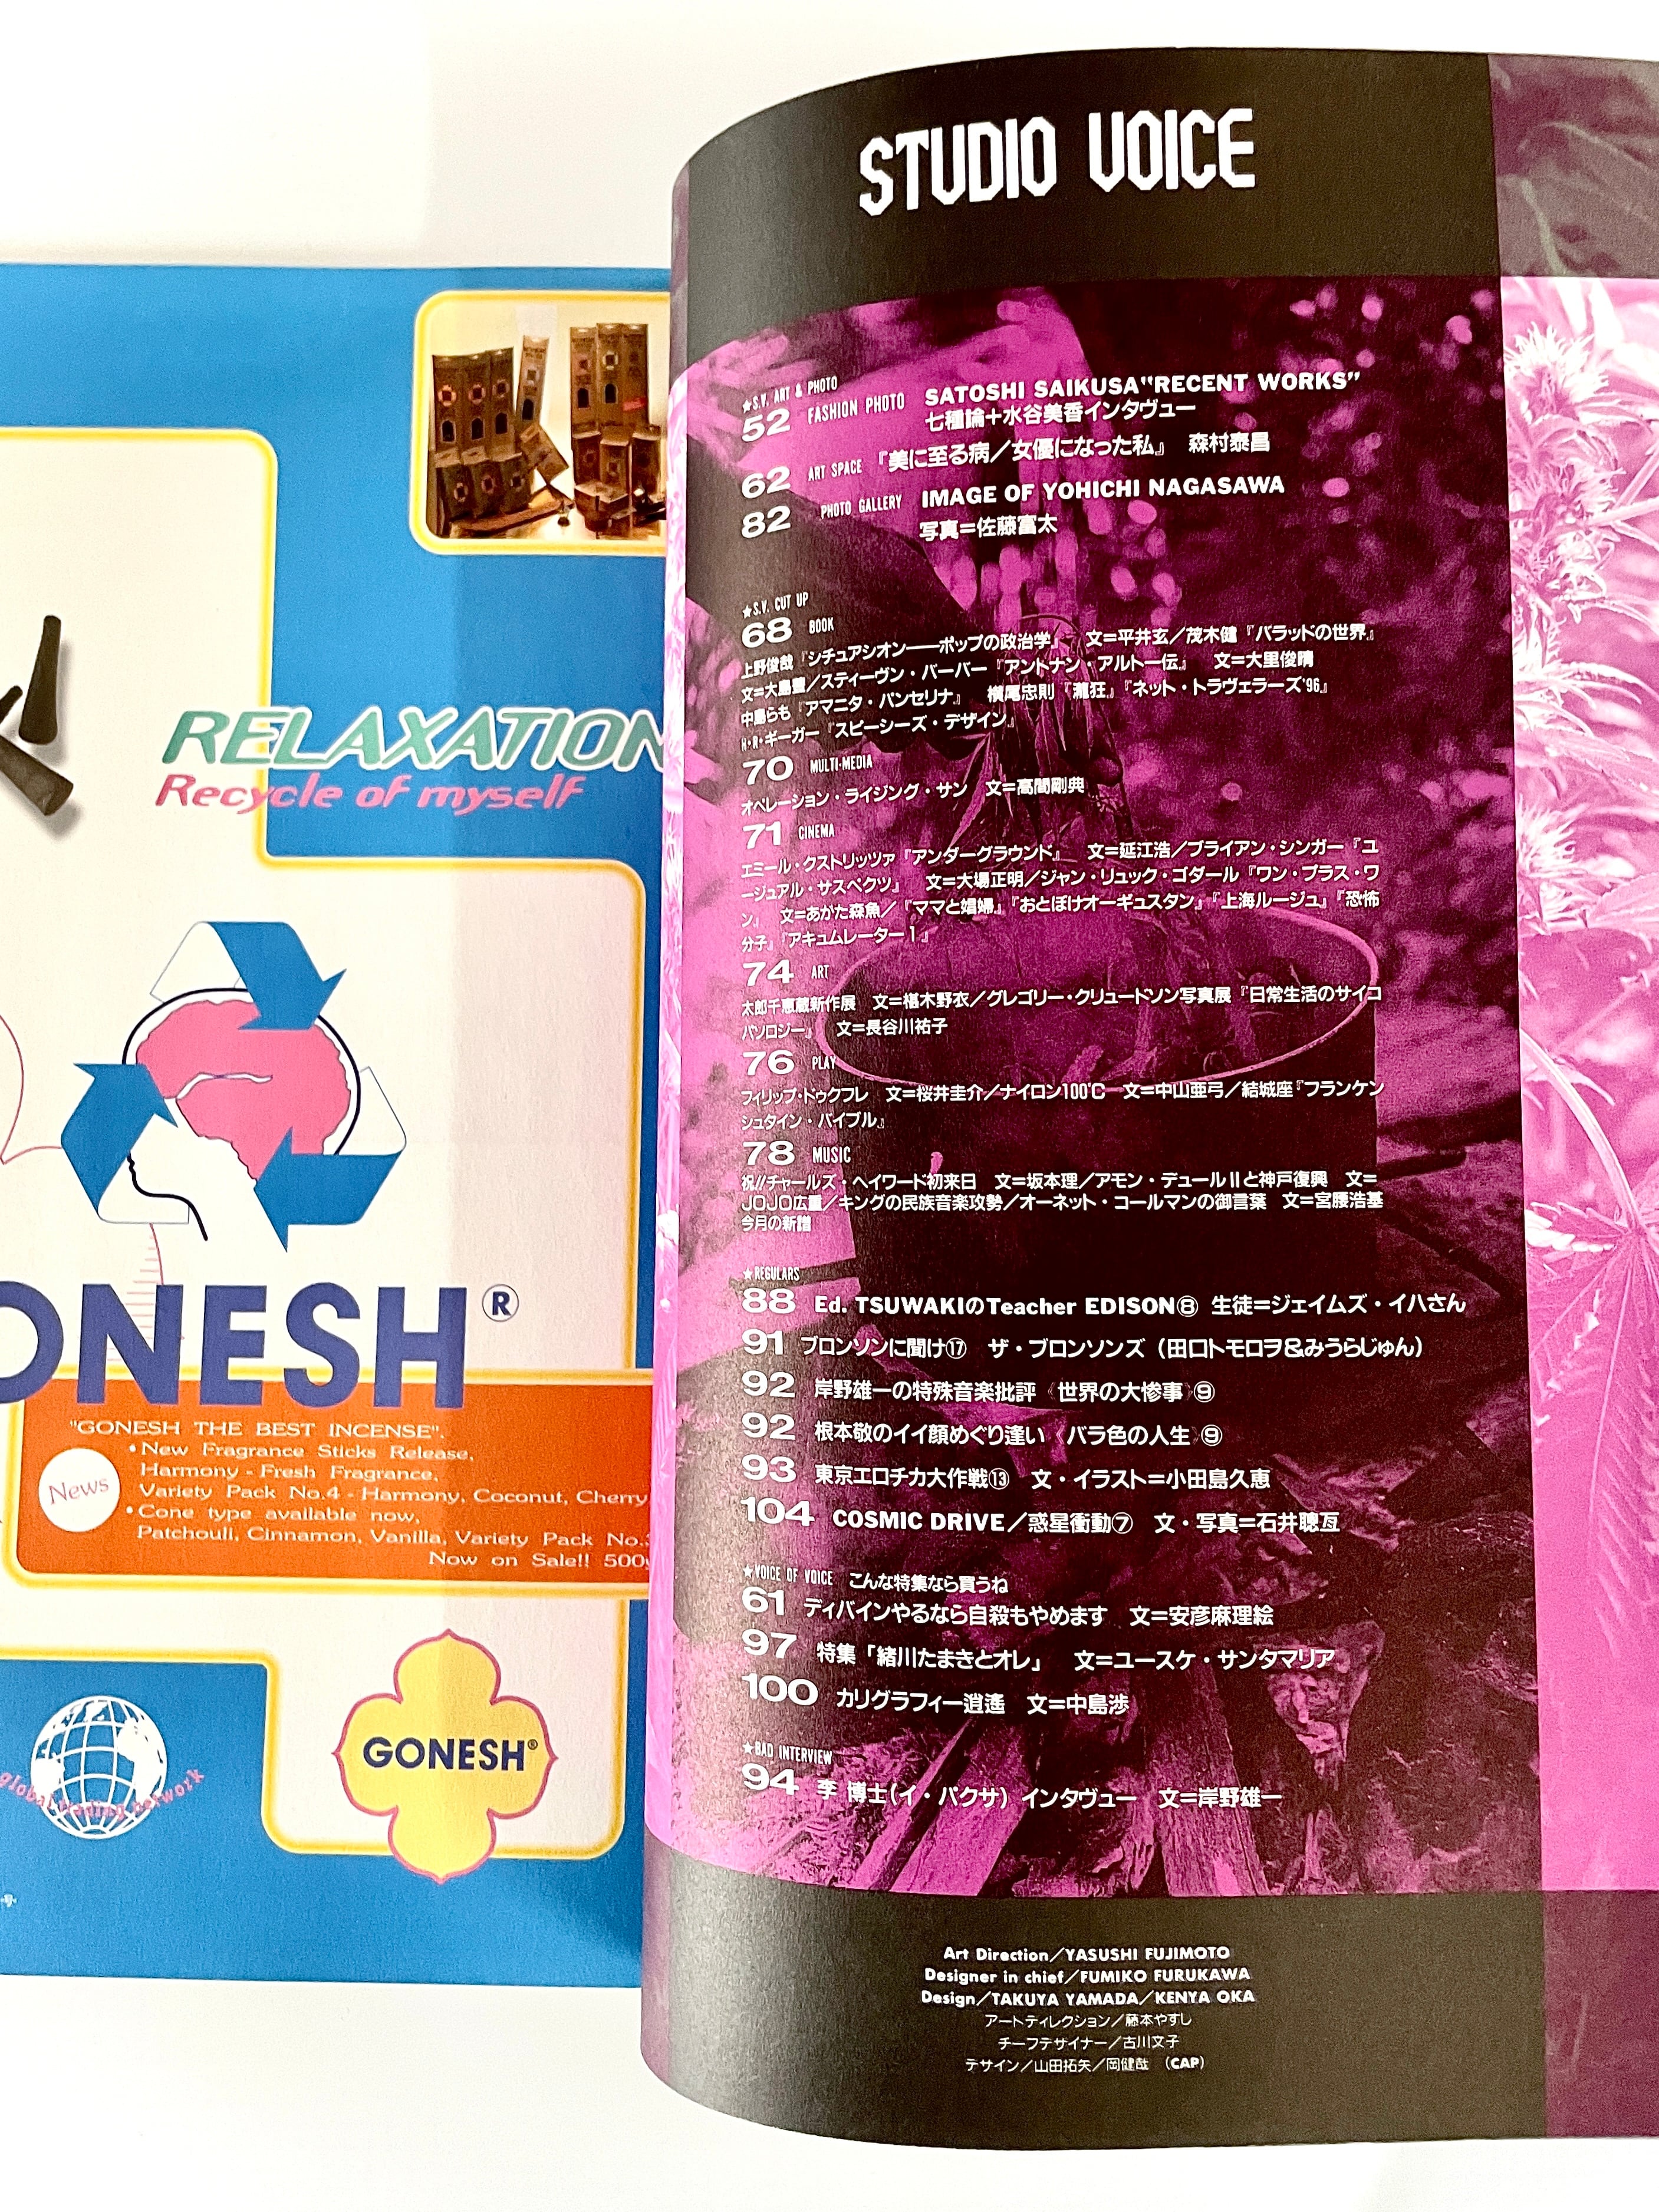 RELAXATION
Recycle of myself
ONESH®
"GONESH THE BEST INCENSE".
• New Fragrance Sticks Release,
Harmony - Fresh Fragrance,
Variety Pack No.4 - Harmony, Coconut, Cherry
• Cone type available now,
Patchouli, Cinnamon, Vanilla, Variety Pack No.
Now on Sale!! 500
News
global trading network
GONESH®
号
STUDIO VOICE
★S.V. ART & PHOTO
52 FASHION PHOTO SATOSHI SAIKUSA"RECENT WORKS"
七種諭+水谷美香インタヴュー
62 ART SPACE 『美に至る病／女優になった私』 森村泰昌
82 PHOTO GALLERY IMAGE OF YOHICHI NAGASAWA
写真=佐藤富太
★S.V. CUT UP
68 BOOK
上野俊哉『シチュアシオン——ポップの政治学』 文=平井玄／茂木健『バラッドの世界』
文=大島豊／スティーヴン・バーバー『アントナン・アルトー伝』 文=大里俊晴
中島らも『アマニタ・パンセリナ』 横尾忠則『瀧狂』『ネット・トラヴェラーズ'96』
H・R・ギーガー『スピーシーズ・デザイン』
70 MULTI-MEDIA
オペレーション・ライジング・サン 文=高間剛典
71 CINEMA
エミール・クストリッツァ『アンダーグラウンド』 文=延江浩／ブライアン・シンガー『ユ
ージュアル・サスペクツ』 文=大場正明／ジャン・リュック・ゴダール『ワン・プラス・ワ
ン』 文=あがた森魚／『ママと娼婦』『おとぼけオーギュスタン』『上海ルージュ』『恐怖
分子』『アキュムレーター1』
74 ART
太郎千恵蔵新作展 文=椹木野衣／グレゴリー・クリュードソン写真展『日常生活のサイコ
パソロジー』 文=長谷川祐子
76 PLAY
フィリップ・ドゥクフレ 文=桜井圭介／ナイロン100℃ 文=中山亜弓／結城座『フランケン
シュタイン・バイブル』
78 MUSIC
祝!!チャールズ・ヘイワード初来日 文=坂本理／アモン・デュールIIと神戸復興 文=
JOJO広重／キングの民族音楽攻勢／オーネット・コールマンの御言葉 文=宮腰浩基
今月の新譜
★REGULARS
88 Ed. TSUWAKIのTeacher EDISON⑧ 生徒=ジェイムズ・イハさん
91 ブロンソンに聞け⑰ ザ・ブロンソンズ（田口トモロヲ&みうらじゅん）
92 岸野雄一の特殊音楽批評《世界の大惨事》⑨
92 根本敬のイイ顔めぐり逢い《バラ色の人生》⑨
93 東京エロチカ大作戦⑬ 文・イラスト=小田島久恵
104 COSMIC DRIVE／惑星衝動⑦ 文・写真=石井聰亙
★VOICE OF VOICE こんな特集なら買うね
61 ディバインやるなら自殺もやめます 文=安彦麻理絵
97 特集「緒川たまきとオレ」 文=ユースケ・サンタマリア
100 カリグラフィー逍遙 文=中島渉
★BAD INTERVIEW
94 李 博士（イ・パクサ）インタヴュー 文=岸野雄一
Art Direction／YASUSHI FUJIMOTO
Designer in chief／FUMIKO FURUKAWA
Design／TAKUYA YAMADA／KENYA OKA
アートディレクション／藤本やすし
チーフデザイナー／古川文子
デザイン／山田拓矢／岡健哉 （CAP）